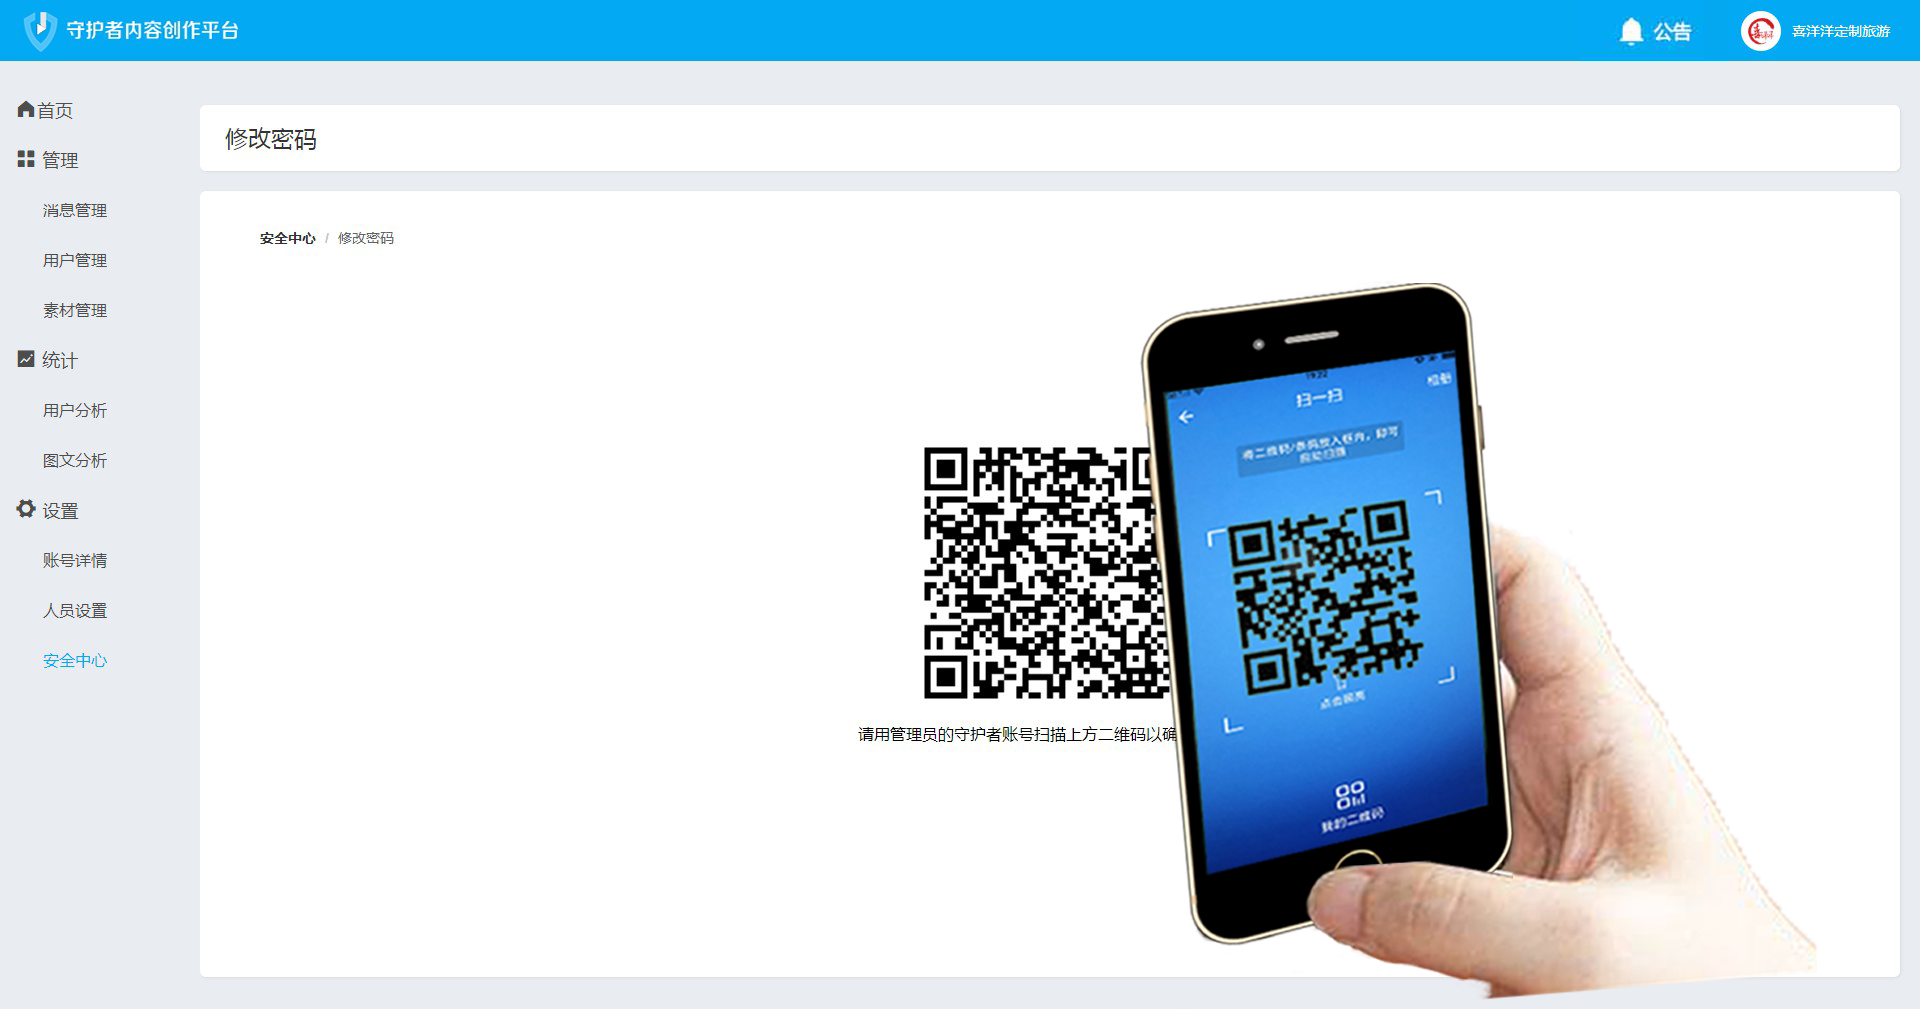 守护者内容创作平台
公告
喜洋洋定制旅游
首页
管理
消息管理
用户管理
素材管理
统计
用户分析
图文分析
设置
账号详情
人员设置
安全中心
修改密码
安全中心 / 修改密码
请用管理员的守护者账号扫描上方二维码以确
19:22
相册
扫一扫
将二维码/条码放入框内，即可
自动扫描
点击照亮
我的二维码